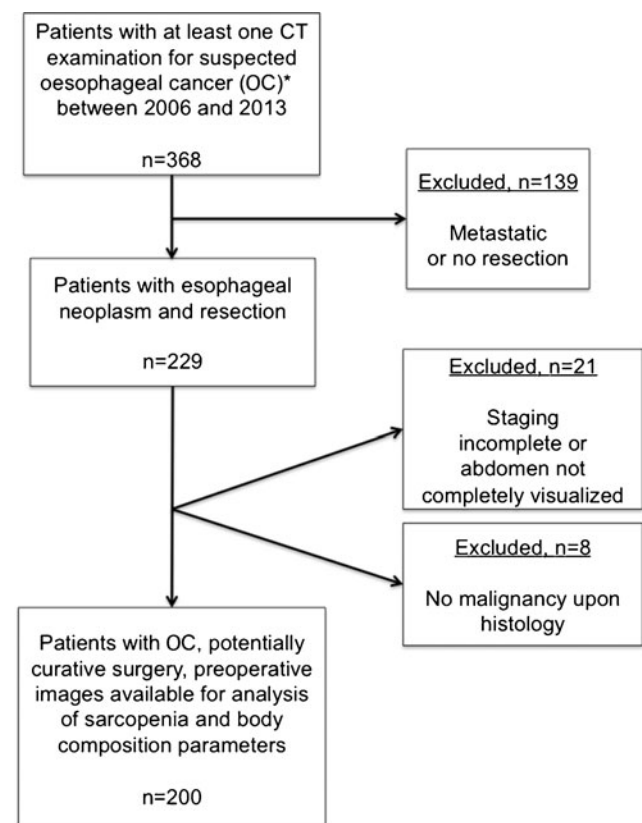 Patients with at least one CT
examination for suspected
oesophageal cancer (OC)*
between 2006 and 2013
n=368
Excluded, n=139
Metastatic
or no resection
Patients with esophageal
neoplasm and resection
n=229
Excluded, n=21
Staging
incomplete or
abdomen not
completely visualized
Excluded, n=8
No malignancy upon
histology
Patients with OC, potentially
curative surgery, preoperative
images available for analysis
of sarcopenia and body
composition parameters
n=200